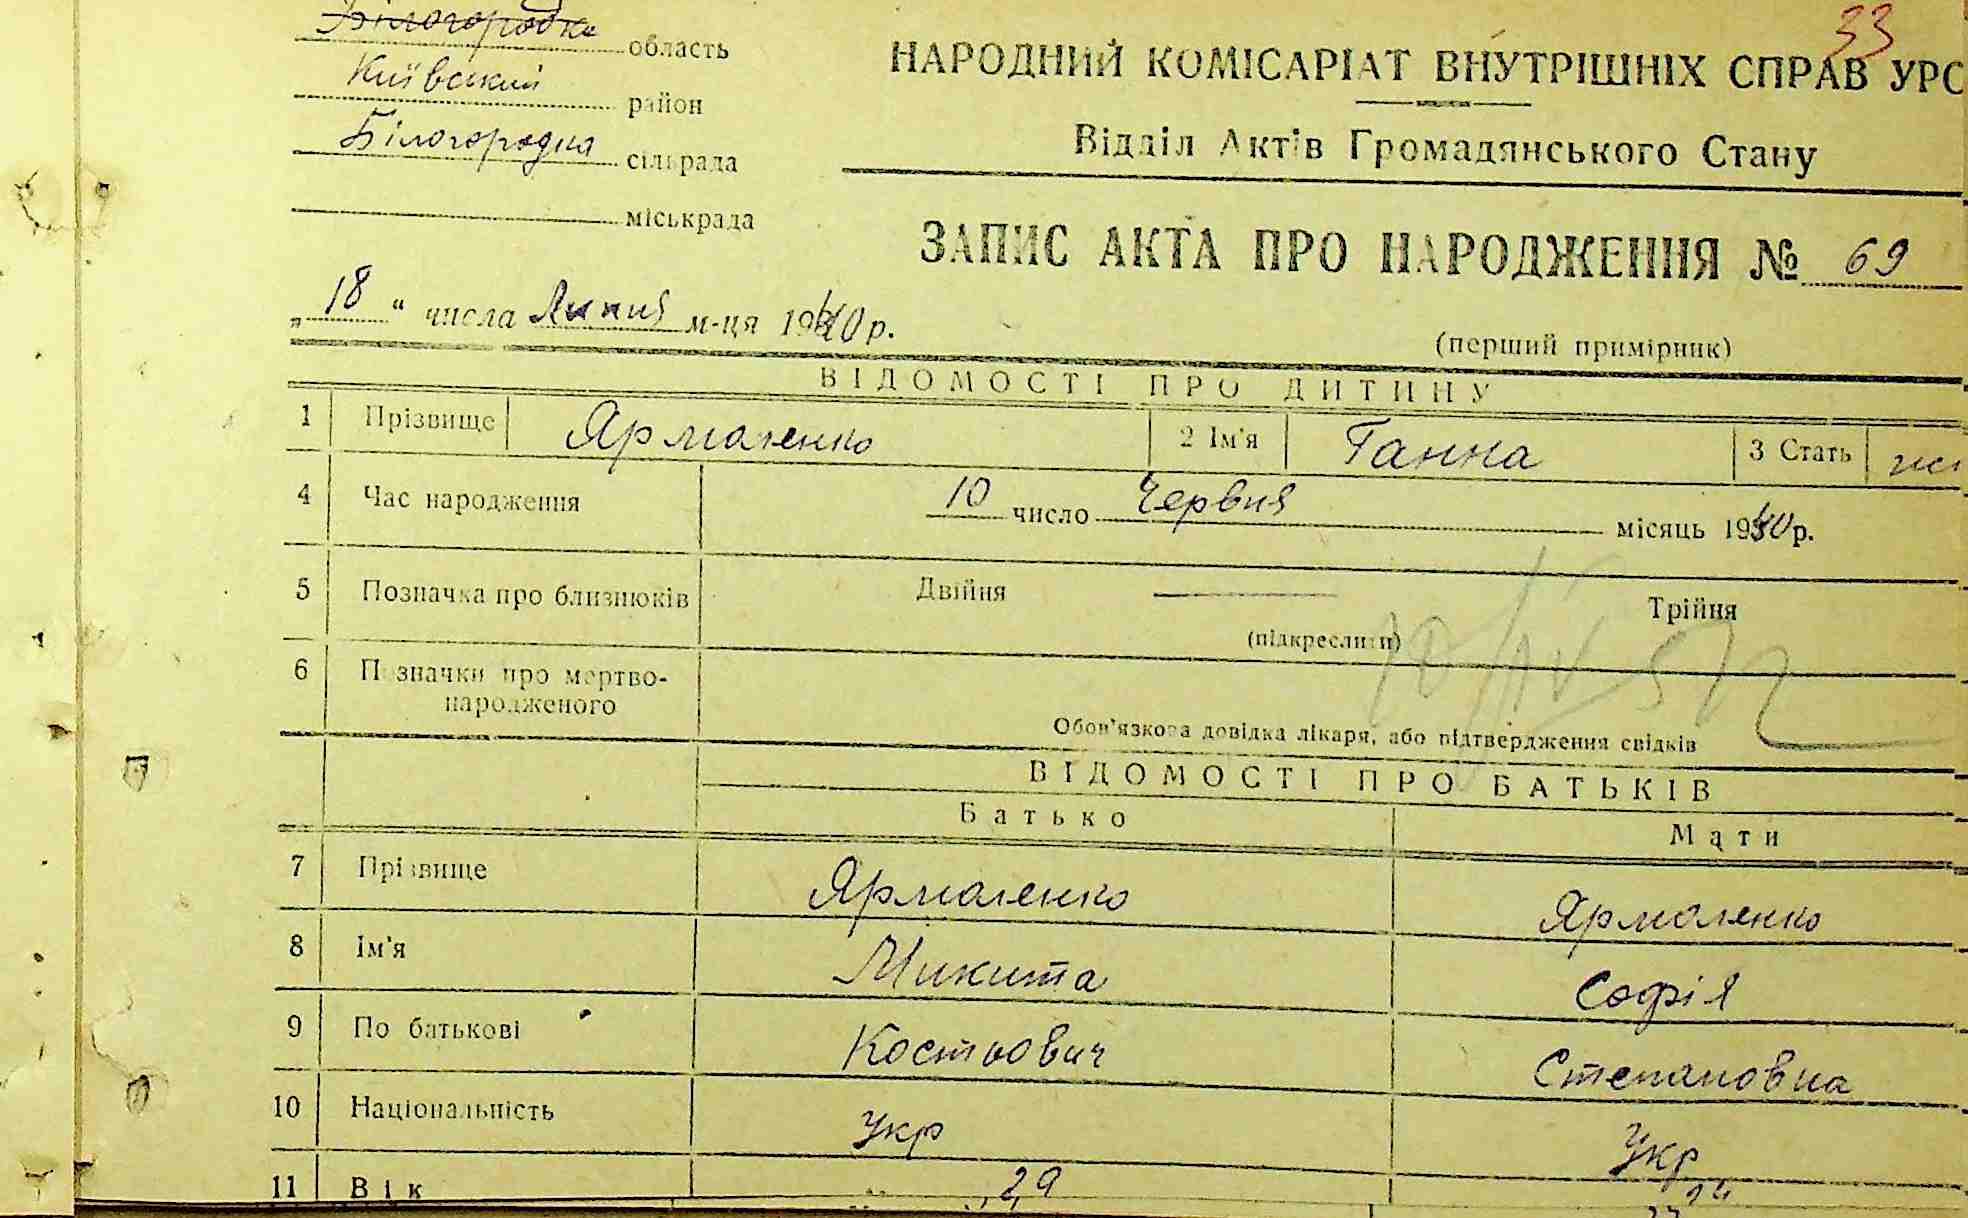 Білогородка область
33
Київський район
Білогородка сільрада
міськрада
НАРОДНИЙ КОМІСАРІАТ ВНУТРІШНІХ СПРАВ УРС
Відділ Актів Громадянського Стану
ЗАПИС АКТА ПРО НАРОДЖЕННЯ № 69
„18“ числа Липня м-ця 1940 р.
(перший примірник)
ВІДОМОСТІ ПРО ДИТИНУ
1 Прізвище Ярмоленко 2 Ім'я Ганна 3 Стать
4 Час народження 10 число Червня місяць 1940 р.
5 Позначка про близнюків Двійня Трійня
(підкреслити)
6 Позначки про мертво-
народженого
Обов'язкова довідка лікаря, або підтвердження свідків
ВІДОМОСТІ ПРО БАТЬКІВ
Батько Мати
7 Прізвище Ярмоленко Ярмоленко
8 Ім'я Микита Софія
9 По батькові Костьович Степановна
10 Національність Укр Укр
11 Вік 29